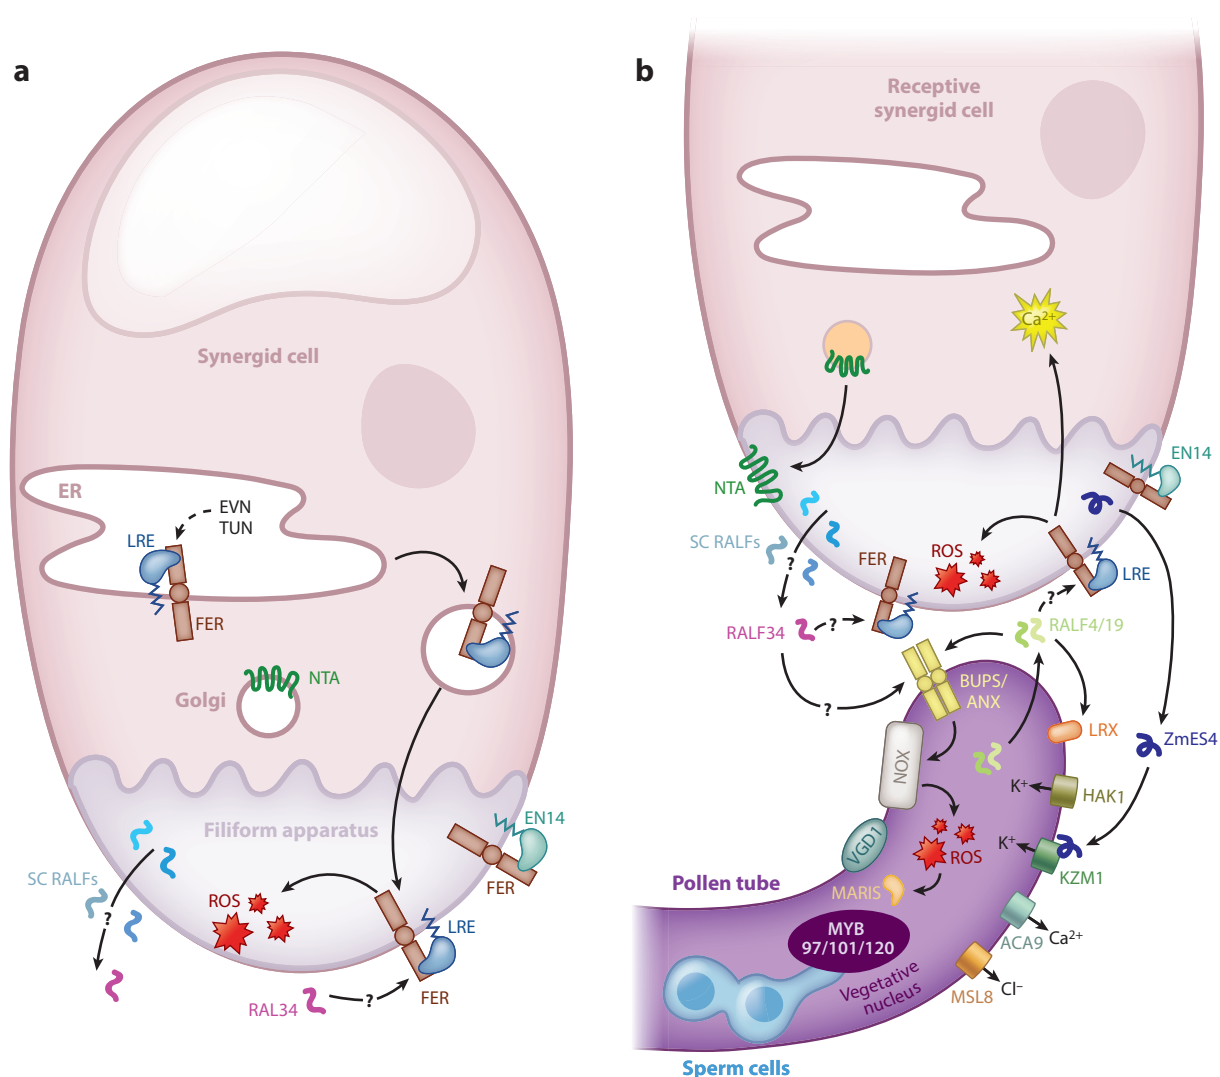 a
Synergid cell
ER
EVN
TUN
LRE
FER
NTA
Golgi
Filiform apparatus
EN14
FER
SC RALFs
?
ROS
LRE
FER
RAL34
?
b
Receptive
synergid cell
Ca2+
EN14
NTA
SC RALFs
?
FER
ROS
LRE
?
RALF34
?
RALF4/19
BUPS/
ANX
?
LRX
ZmES4
NOX
K+
HAK1
VGD1
ROS
K+
KZM1
Pollen tube
MARIS
MYB
97/101/120
ACA9
Ca2+
Vegetative
nucleus
MSL8
Cl–
Sperm cells